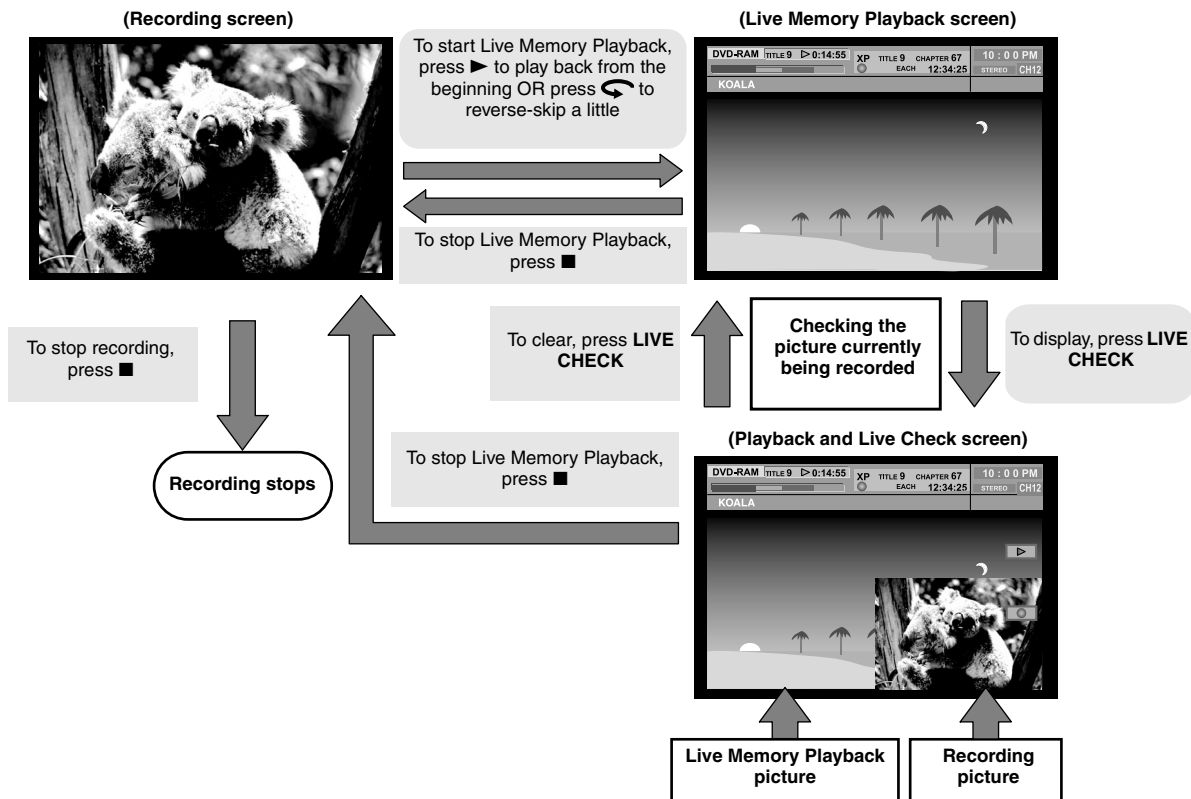 (Recording screen)
To start Live Memory Playback,
press ► to play back from the
beginning OR press to
reverse-skip a little
(Live Memory Playback screen)
DVD-RAM TITLE 9 ▷ 0:14:55
XP TITLE 9 CHAPTER 67
EACH 12:34:25
10:00 PM
STEREO CH12
KOALA
To stop Live Memory Playback,
press ■
To stop recording,
press ■
To clear, press LIVE
CHECK
Checking the
picture currently
being recorded
To display, press LIVE
CHECK
Recording stops
To stop Live Memory Playback,
press ■
(Playback and Live Check screen)
DVD-RAM TITLE 9 ▷ 0:14:55
XP TITLE 9 CHAPTER 67
EACH 12:34:25
10:00 PM
STEREO CH12
KOALA
Live Memory Playback
picture
Recording
picture